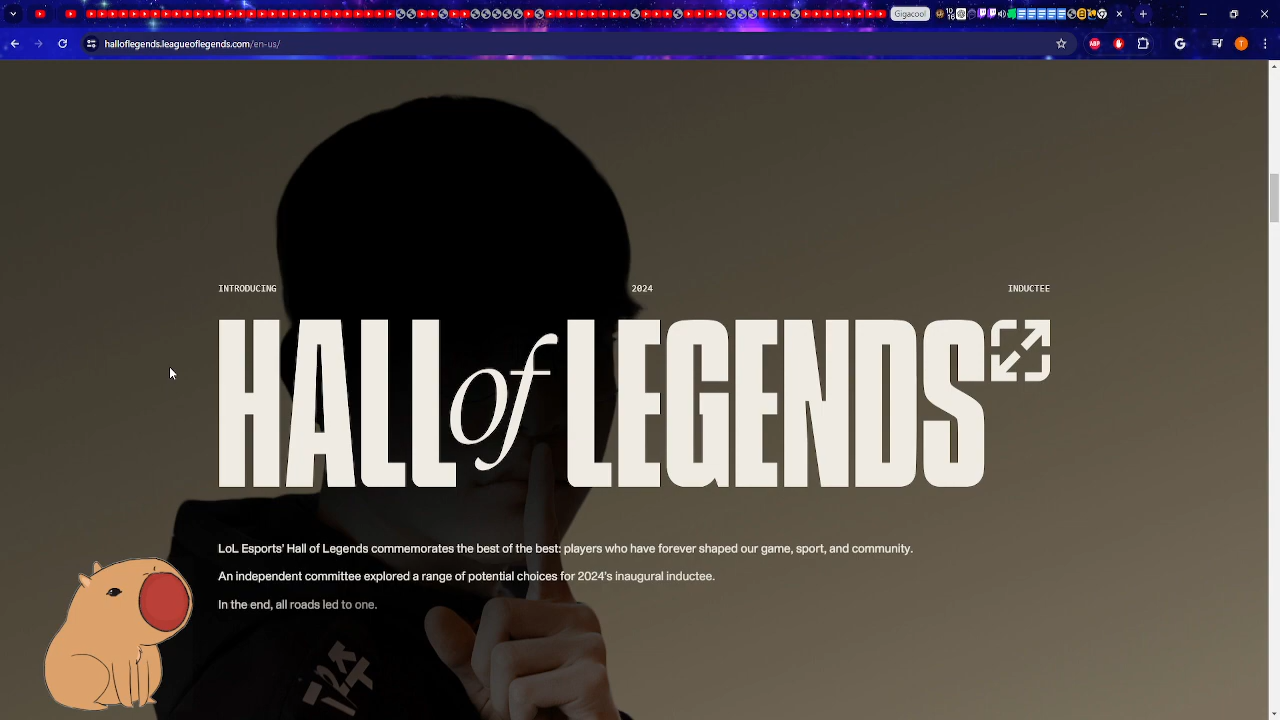 Gigacool
halloflegends.leagueoflegends.com/en-us/
ABP
G
T
INTRODUCING 2024 INDUCTEE
HALL of LEGENDS
LoL Esports' Hall of Legends commemorates the best of the best: players who have forever shaped our game, sport, and community.
An independent committee explored a range of potential choices for 2024's inaugural inductee.
In the end, all roads led to one.